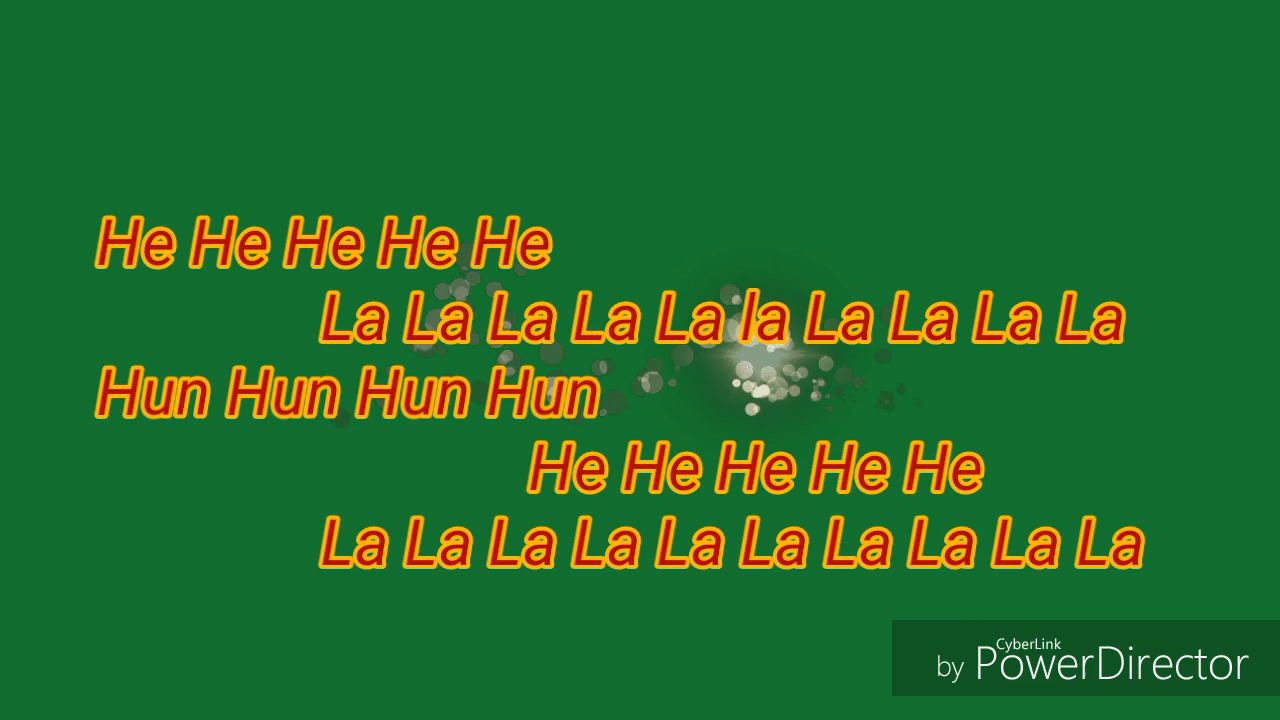 He He He He He
La La La La La la La La La La
Hun Hun Hun Hun
He He He He He
La La La La La La La La La La
by CyberLink PowerDirector